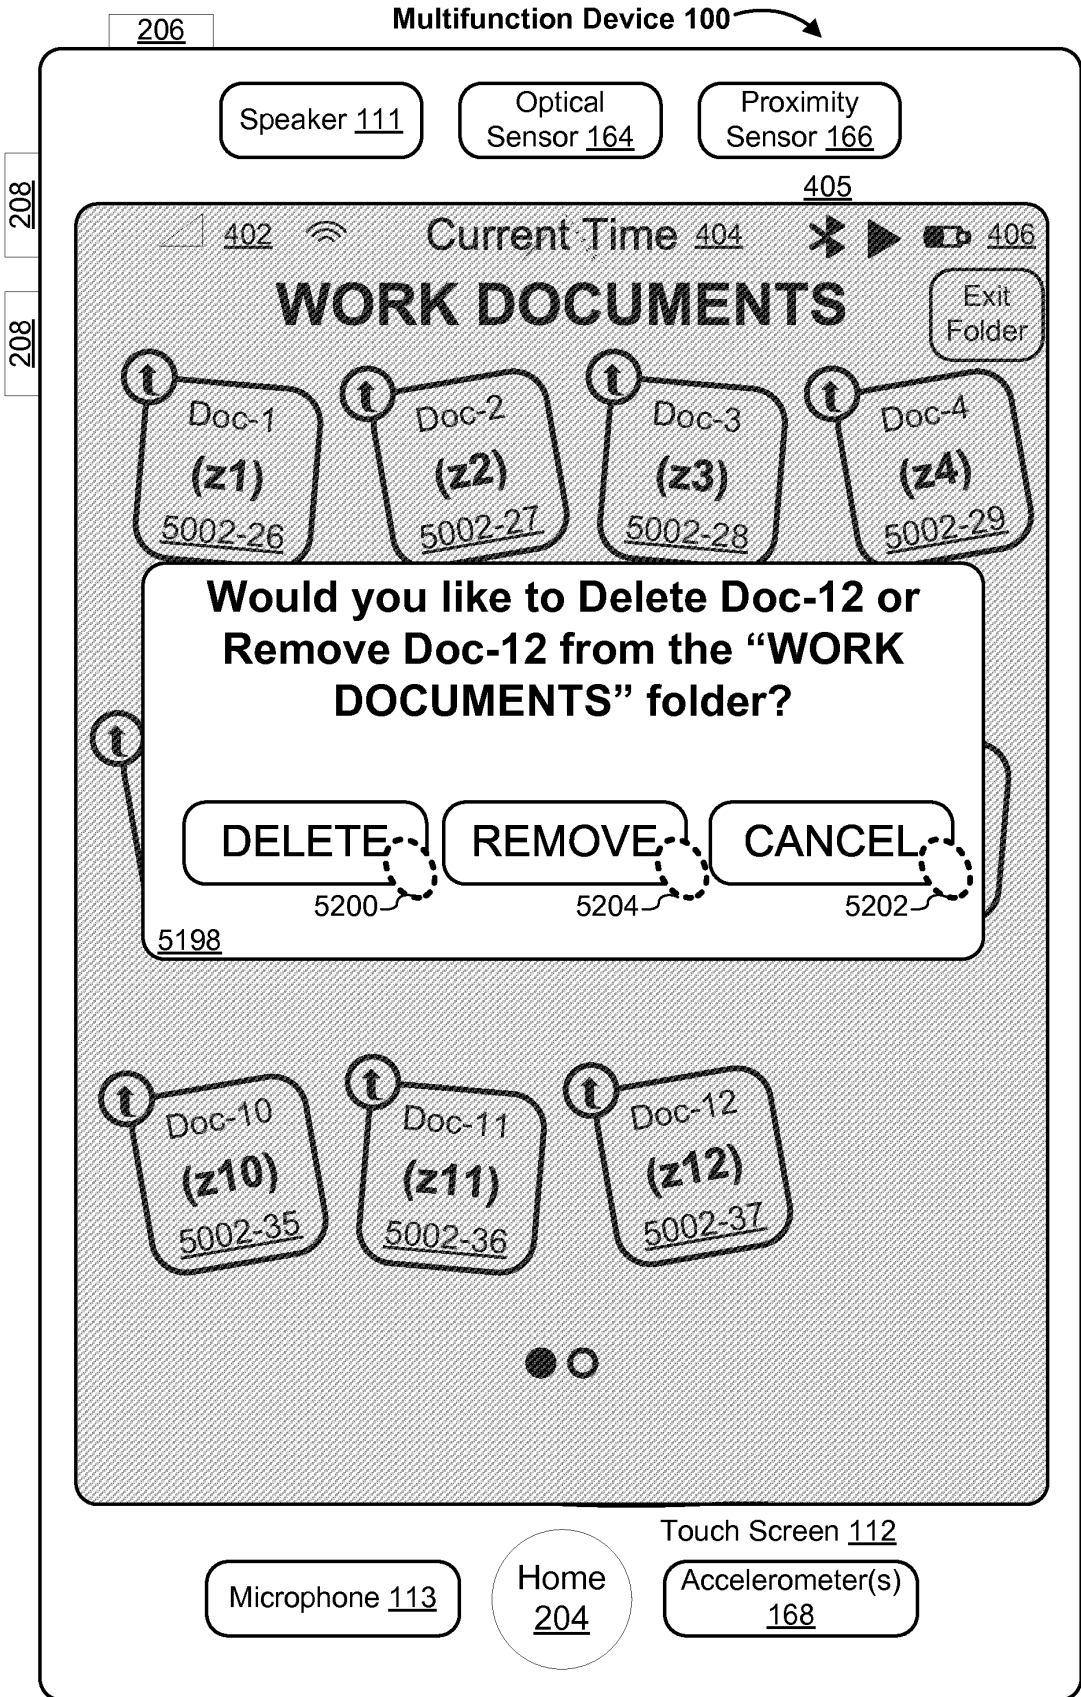 Multifunction Device 100
206
Speaker 111
Optical
Sensor 164
Proximity
Sensor 166
208
208
405
402
Current Time 404
406
WORK DOCUMENTS
Exit
Folder
Doc-1
(z1)
5002-26
Doc-2
(z2)
5002-27
Doc-3
(z3)
5002-28
Doc-4
(z4)
5002-29
Would you like to Delete Doc-12 or
Remove Doc-12 from the “WORK
DOCUMENTS” folder?
DELETE
REMOVE
CANCEL
5200
5204
5202
5198
Doc-10
(z10)
5002-35
Doc-11
(z11)
5002-36
Doc-12
(z12)
5002-37
Touch Screen 112
Microphone 113
Home
204
Accelerometer(s)
168